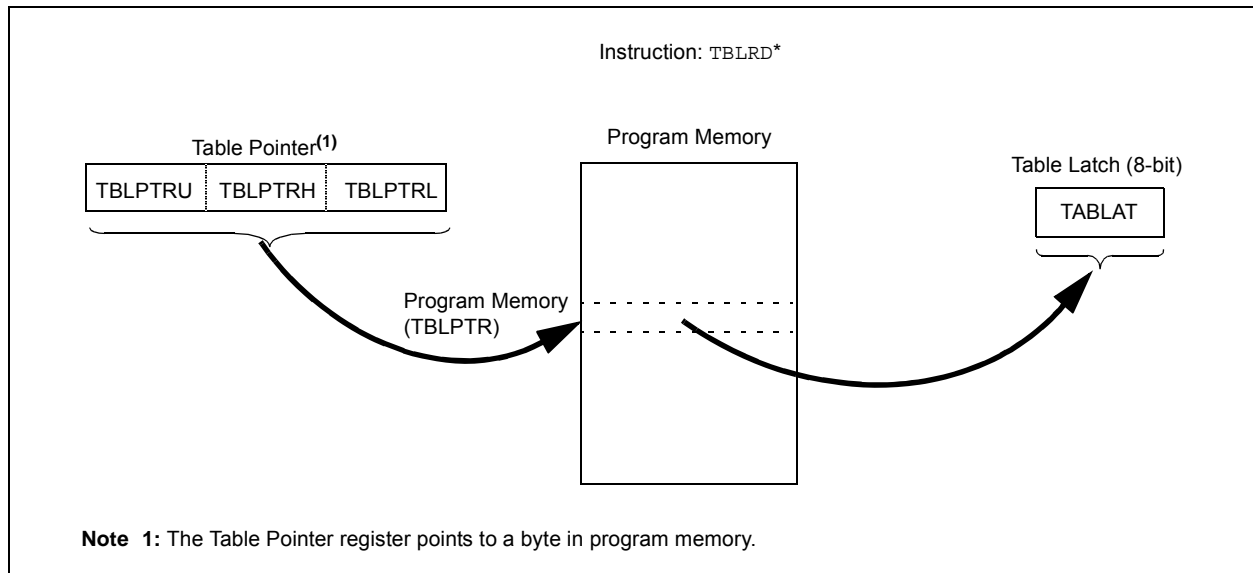 Instruction: TBLRD*
Table Pointer(1)
TBLPTRU TBLPTRH TBLPTRL
Program Memory
Table Latch (8-bit)
TABLAT
Program Memory
(TBLPTR)
Note 1: The Table Pointer register points to a byte in program memory.